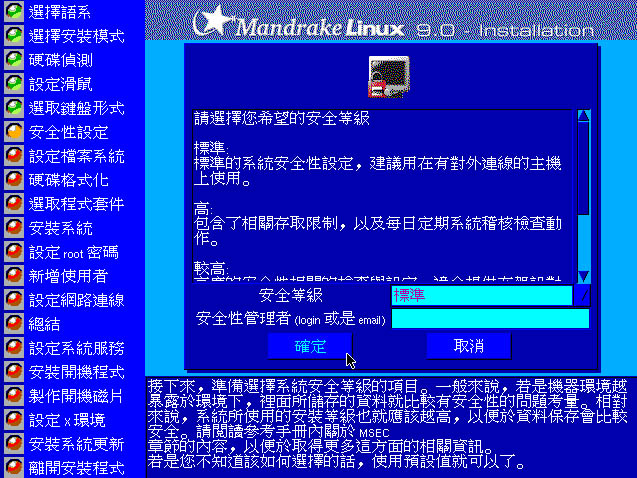 選擇語系
選擇安裝模式
硬碟偵測
設定滑鼠
選取鍵盤形式
安全性設定
設定檔案系統
硬碟格式化
選取程式套件
安裝系統
設定 root 密碼
新增使用者
設定網路連線
總結
設定系統服務
安裝開機程式
製作開機磁片
設定 X 環境
安裝系統更新
離開安裝程式
MandrakeLinux 9.0 - Installation
請選擇您希望的安全等級
標準:
標準的系統安全性設定，建議用在有對外連線的主機
上使用。
高:
包含了相關存取限制，以及每日定期系統稽核檢查動
作。
較高:
安全等級
標準
安全性管理者 (login 或是 email)
確定
取消
接下來，準備選擇系統安全等級的項目。一般來說，若是機器環境越
暴露於環境下，裡面所儲存的資料就比較有安全性的問題考量。相對
來說，系統所使用的安裝等級也就應該越高，以便於資料保存會比較
安全。請閱讀參考手冊內關於 MSEC
章節的內容，以便於取得更多這方面的相關資訊。
若是您不知道該如何選擇的話，使用預設值就可以了。